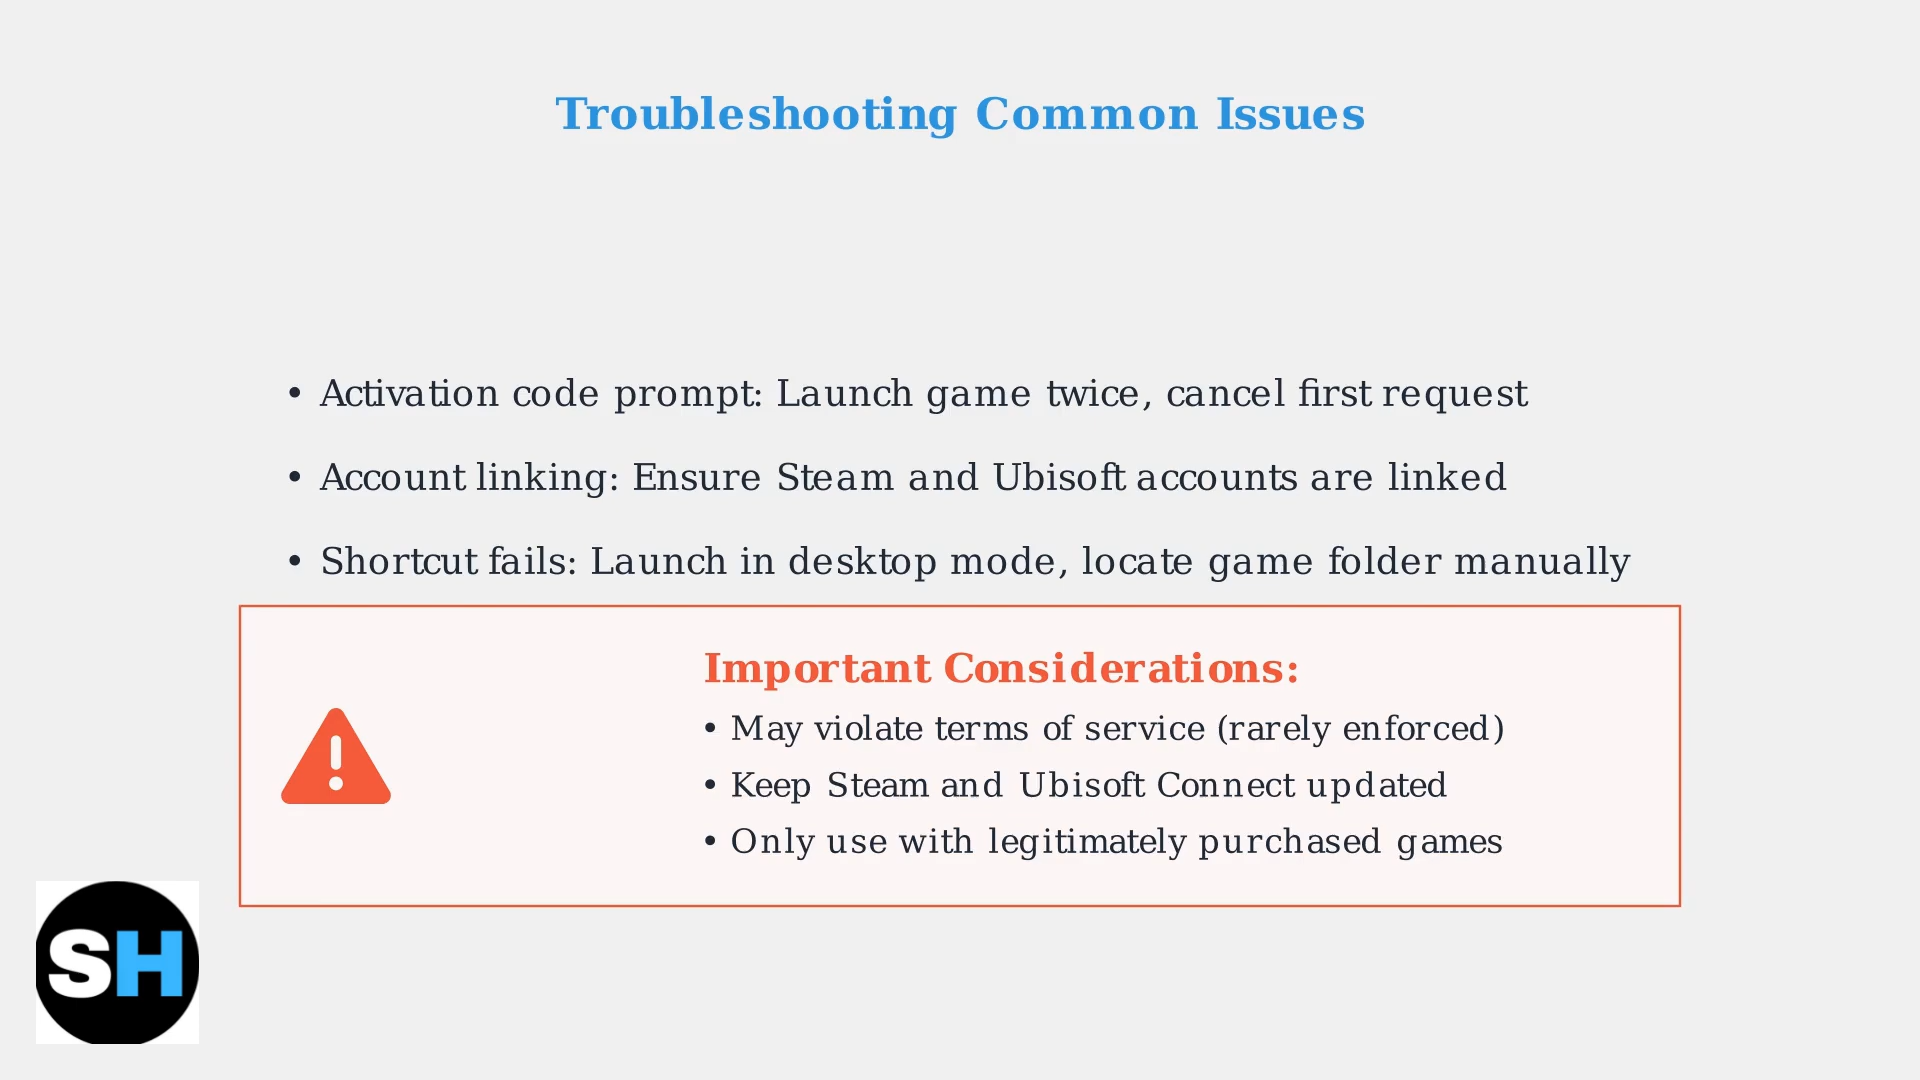 Troubleshooting Common Issues
• Activation code prompt: Launch game twice, cancel first request
• Account linking: Ensure Steam and Ubisoft accounts are linked
• Shortcut fails: Launch in desktop mode, locate game folder manually
Important Considerations:
• May violate terms of service (rarely enforced)
• Keep Steam and Ubisoft Connect updated
• Only use with legitimately purchased games
SH